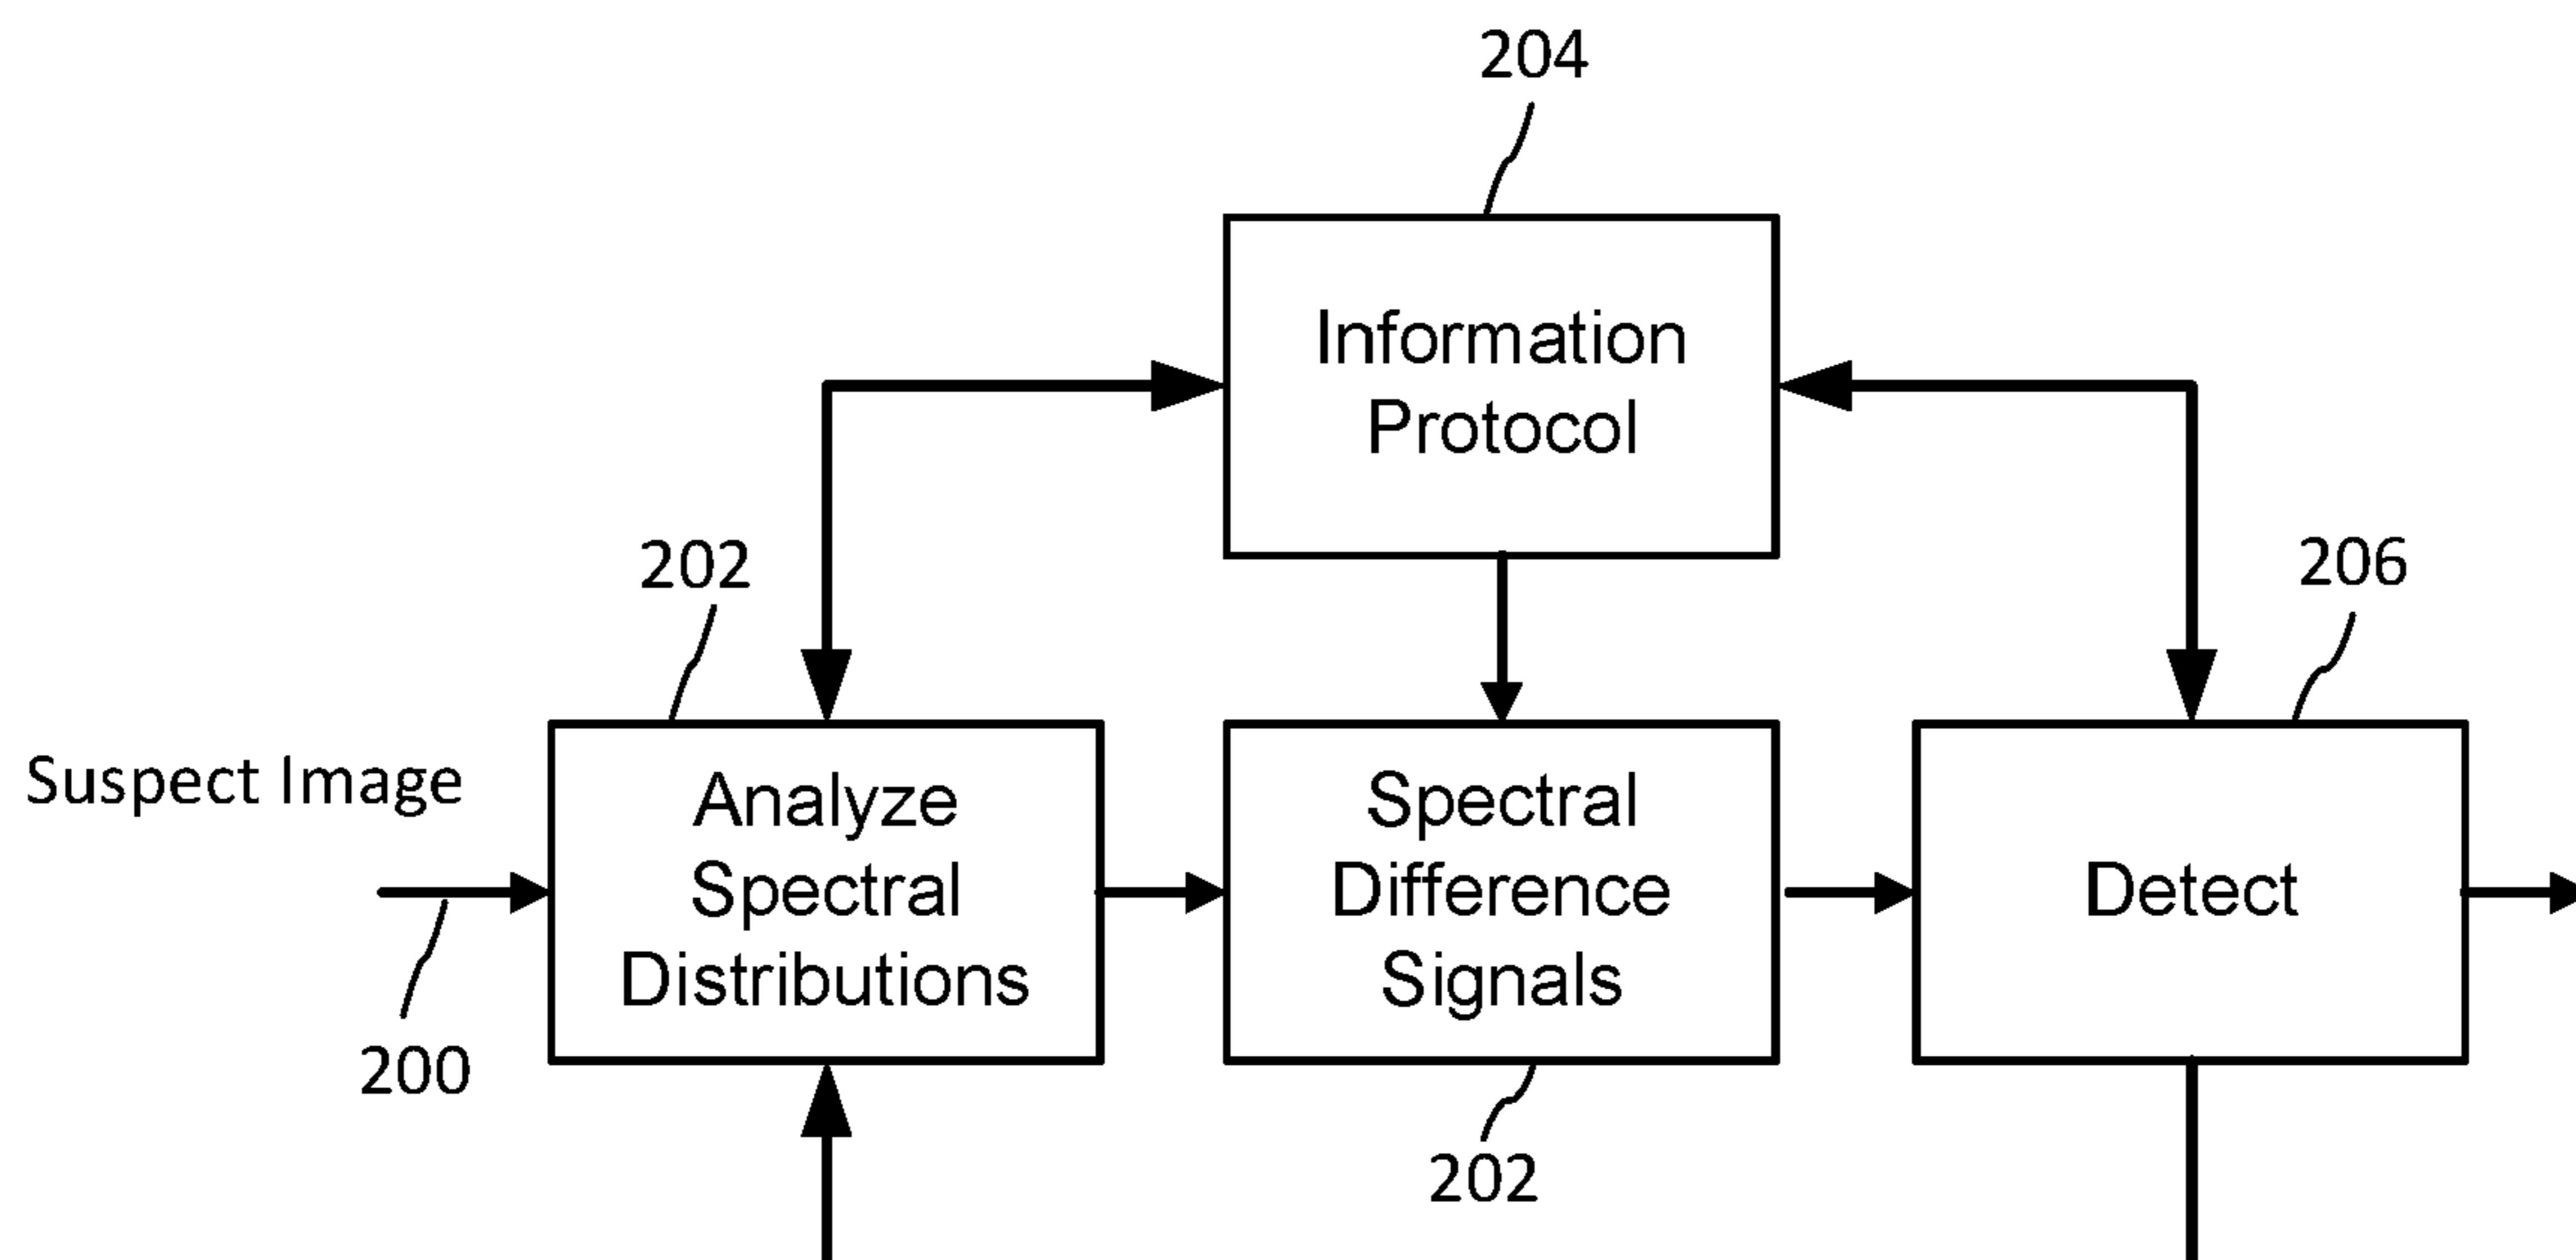 204
Information
Protocol
202
206
Suspect Image
Analyze
Spectral
Distributions
Spectral
Difference
Signals
Detect
200
202